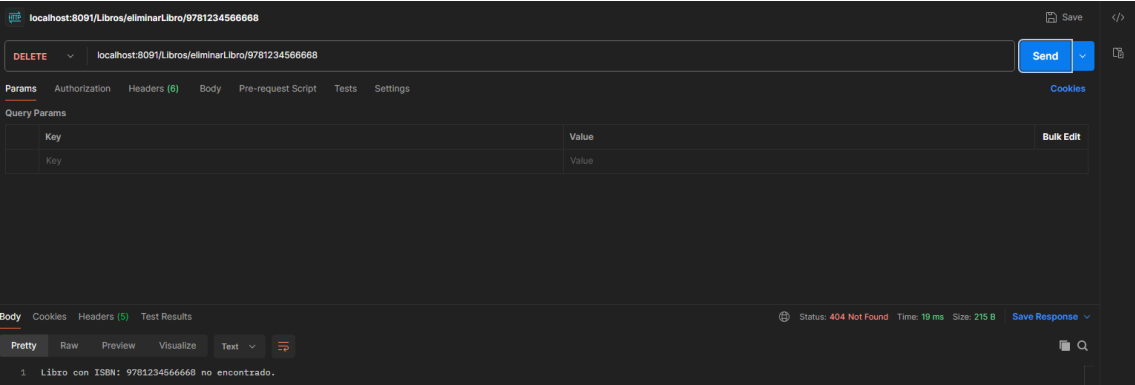 HTTP localhost:8091/Libros/eliminarLibro/9781234566668 Save
DELETE localhost:8091/Libros/eliminarLibro/9781234566668 Send
Params Authorization Headers (6) Body Pre-request Script Tests Settings Cookies
Query Params
Key Value Bulk Edit
Key Value
Body Cookies Headers (5) Test Results Status: 404 Not Found Time: 19 ms Size: 215 B Save Response
Pretty Raw Preview Visualize Text
1 Libro con ISBN: 9781234566668 no encontrado.